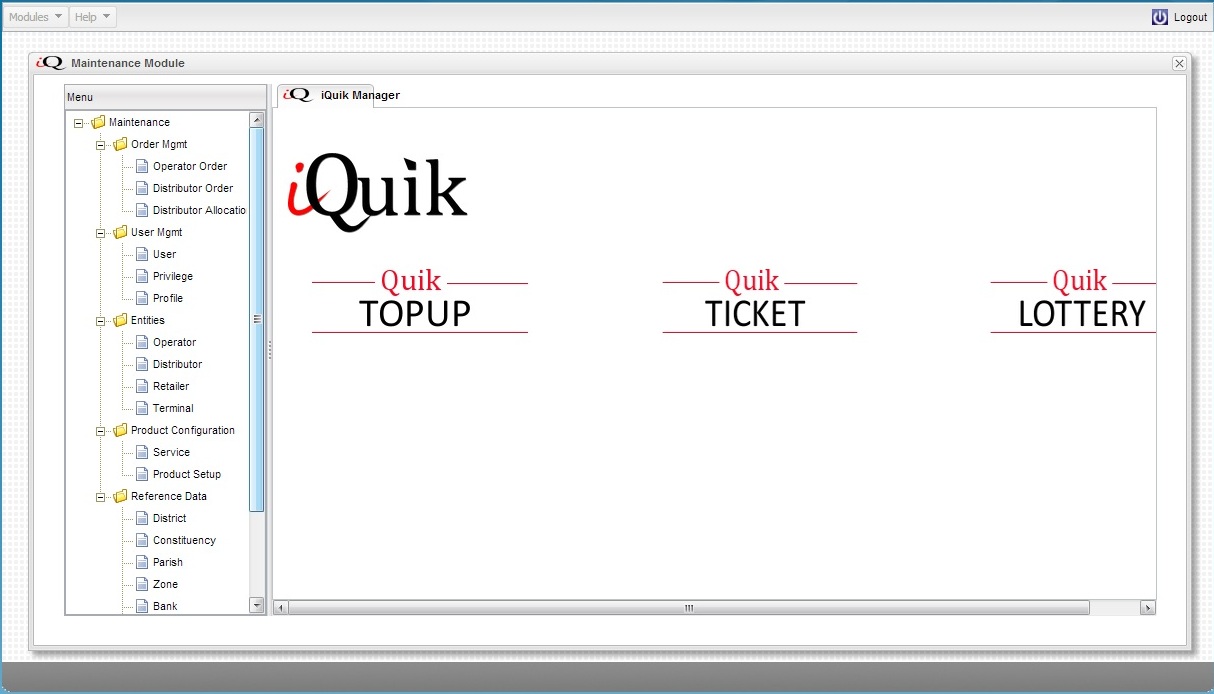 Modules Help Logout
iQ Maintenance Module
Menu
iQ iQuik Manager
Maintenance
Order Mgmt
Operator Order
Distributor Order
Distributor Allocatio
User Mgmt
User
Privilege
Profile
Entities
Operator
Distributor
Retailer
Terminal
Product Configuration
Service
Product Setup
Reference Data
District
Constituency
Parish
Zone
Bank
iQuik
Quik
TOPUP
Quik
TICKET
Quik
LOTTERY